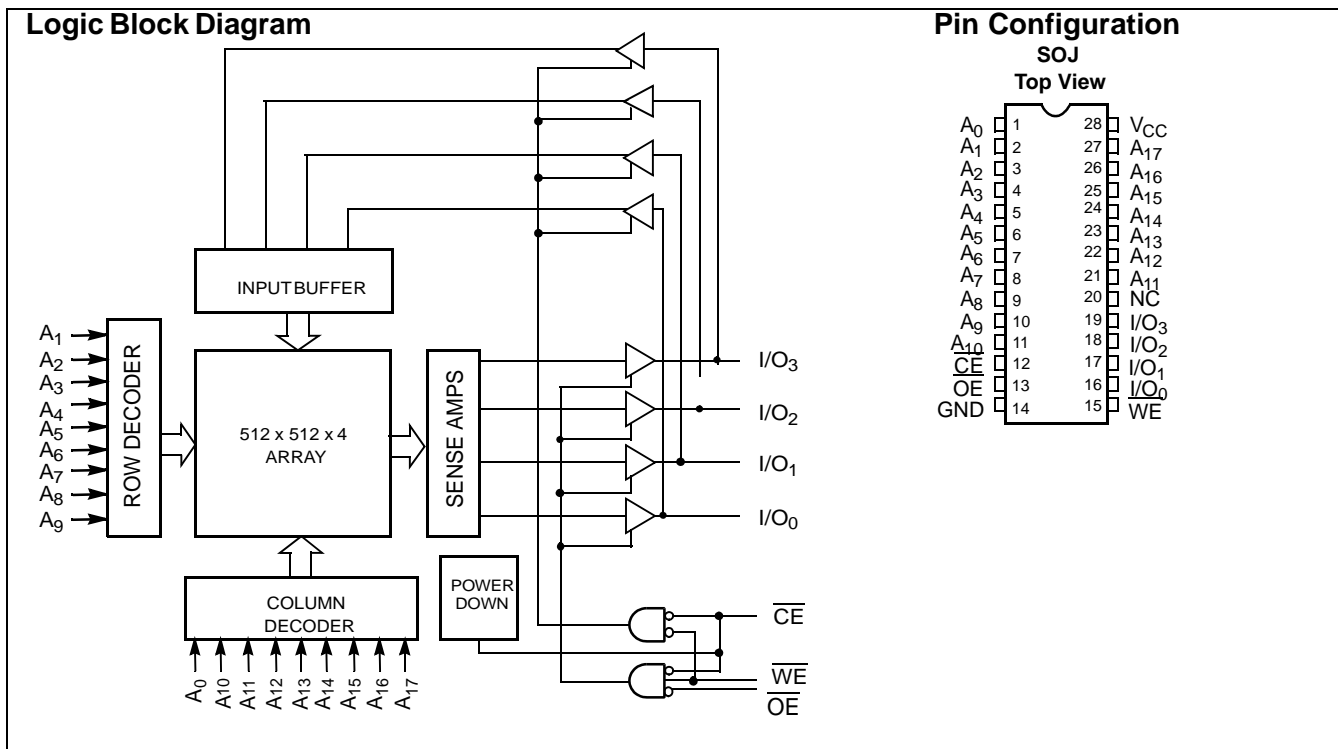 Logic Block Diagram
INPUT BUFFER
A1
A2
A3
A4
A5
A6
A7
A8
A9
ROW DECODER
512 x 512 x 4
ARRAY
SENSE AMPS
I/O3
I/O2
I/O1
I/O0
COLUMN
DECODER
POWER
DOWN
A0
A10
A11
A12
A13
A14
A15
A16
A17
CE
WE
OE
Pin Configuration
SOJ
Top View
A0 1 28 VCC
A1 2 27 A17
A2 3 26 A16
A3 4 25 A15
A4 5 24 A14
A5 6 23 A13
A6 7 22 A12
A7 8 21 A11
A8 9 20 NC
A9 10 19 I/O3
A10 11 18 I/O2
CE 12 17 I/O1
OE 13 16 I/O0
GND 14 15 WE